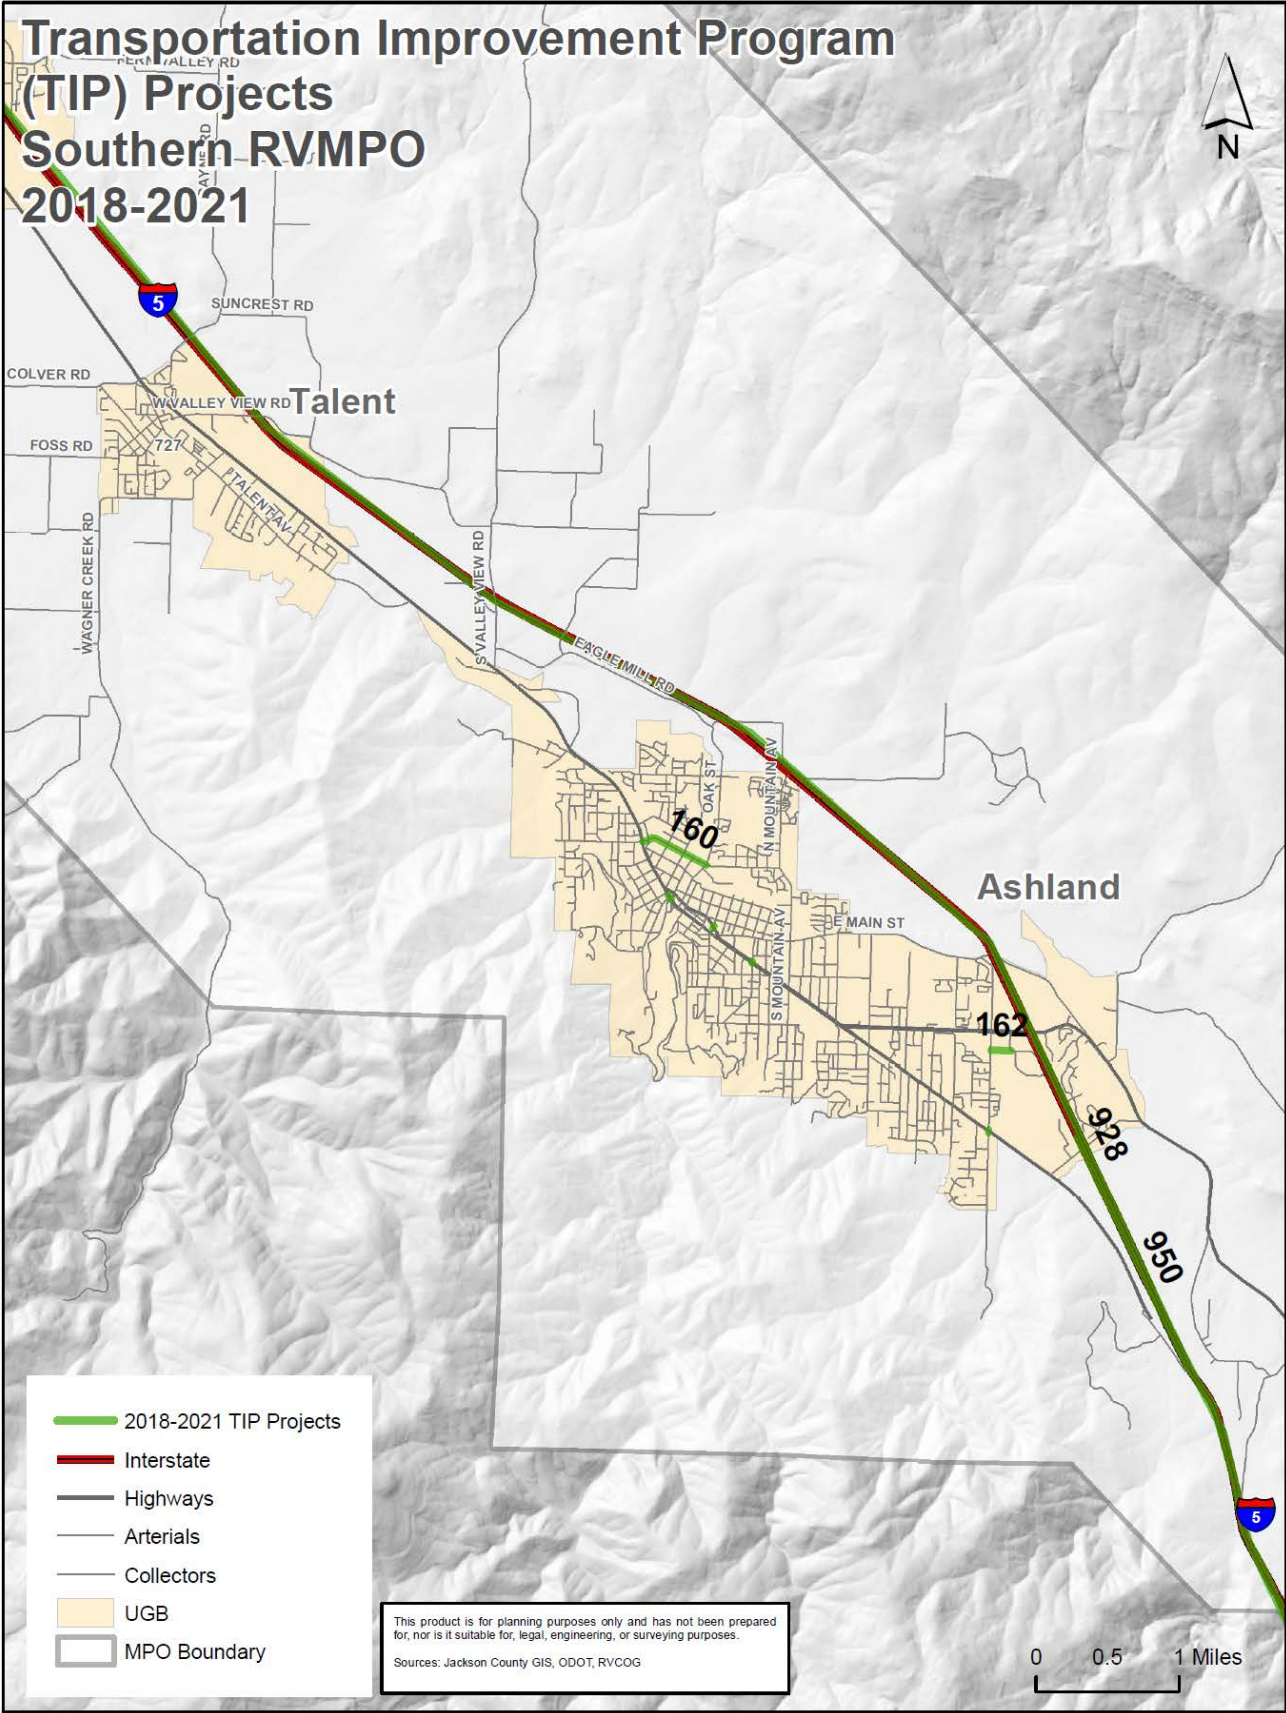 Transportation Improvement Program
FERN VALLEY RD
(TIP) Projects
Southern RVMPO
2018-2021
N
5
SUNCREST RD
COLVER RD
W VALLEY VIEW RD
Talent
FOSS RD
727
TALENT AV
WAGNER CREEK RD
S VALLEY VIEW RD
EAGLE MILL RD
OAK ST
N MOUNTAIN AV
160
Ashland
E MAIN ST
S MOUNTAIN AV
162
928
950
5
2018-2021 TIP Projects
Interstate
Highways
Arterials
Collectors
UGB
MPO Boundary
This product is for planning purposes only and has not been prepared
for, nor is it suitable for, legal, engineering, or surveying purposes.
Sources: Jackson County GIS, ODOT, RVCOG
0 0.5 1 Miles